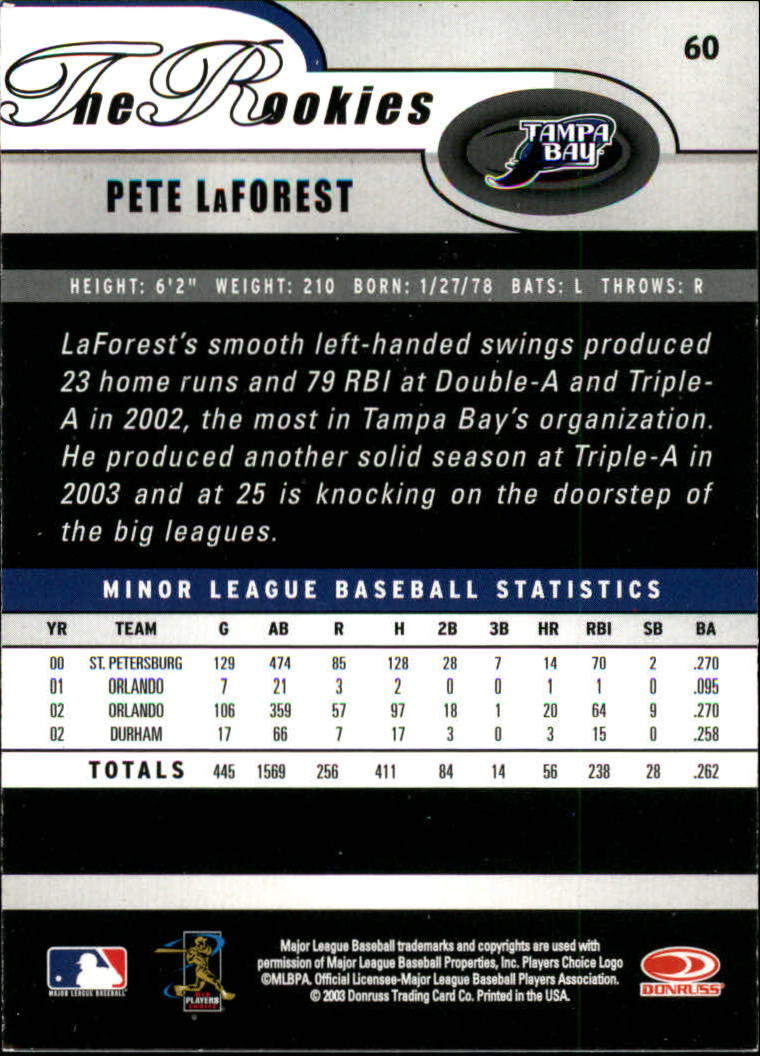 60
The Rookies
TAMPA
BAY
PETE LAFOREST
HEIGHT: 6'2" WEIGHT: 210 BORN: 1/27/78 BATS: L THROWS: R
LaForest's smooth left-handed swings produced
23 home runs and 79 RBI at Double-A and Triple-
A in 2002, the most in Tampa Bay's organization.
He produced another solid season at Triple-A in
2003 and at 25 is knocking on the doorstep of
the big leagues.
MINOR LEAGUE BASEBALL STATISTICS
YR TEAM G AB R H 2B 3B HR RBI SB BA
00 ST. PETERSBURG 129 474 85 128 28 7 14 70 2 .270
01 ORLANDO 7 21 3 2 0 0 1 1 0 .095
02 ORLANDO 106 359 57 97 18 1 20 64 9 .270
02 DURHAM 17 66 7 17 3 0 3 15 0 .258
TOTALS 445 1569 256 411 84 14 56 238 28 .262
Major League Baseball trademarks and copyrights are used with
permission of Major League Baseball Properties, Inc. Players Choice Logo
©MLBPA. Official Licensee-Major League Baseball Players Association.
© 2003 Donruss Trading Card Co. Printed in the USA.
MAJOR LEAGUE BASEBALL
PLAYERS
CHOICE
DONRUSS